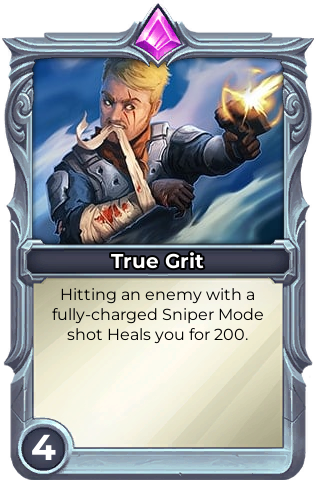 True Grit
Hitting an enemy with a
fully-charged Sniper Mode
shot Heals you for 200.
4